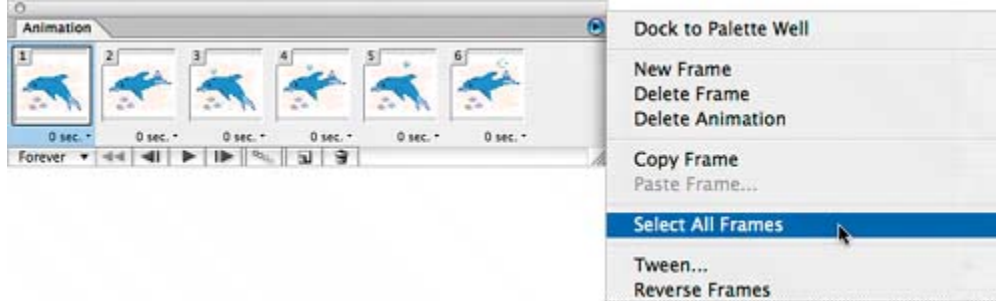 Animation
1 2 3 4 5 6
0 sec. 0 sec. 0 sec. 0 sec. 0 sec. 0 sec.
Forever
Dock to Palette Well
New Frame
Delete Frame
Delete Animation
Copy Frame
Paste Frame...
Select All Frames
Tween...
Reverse Frames